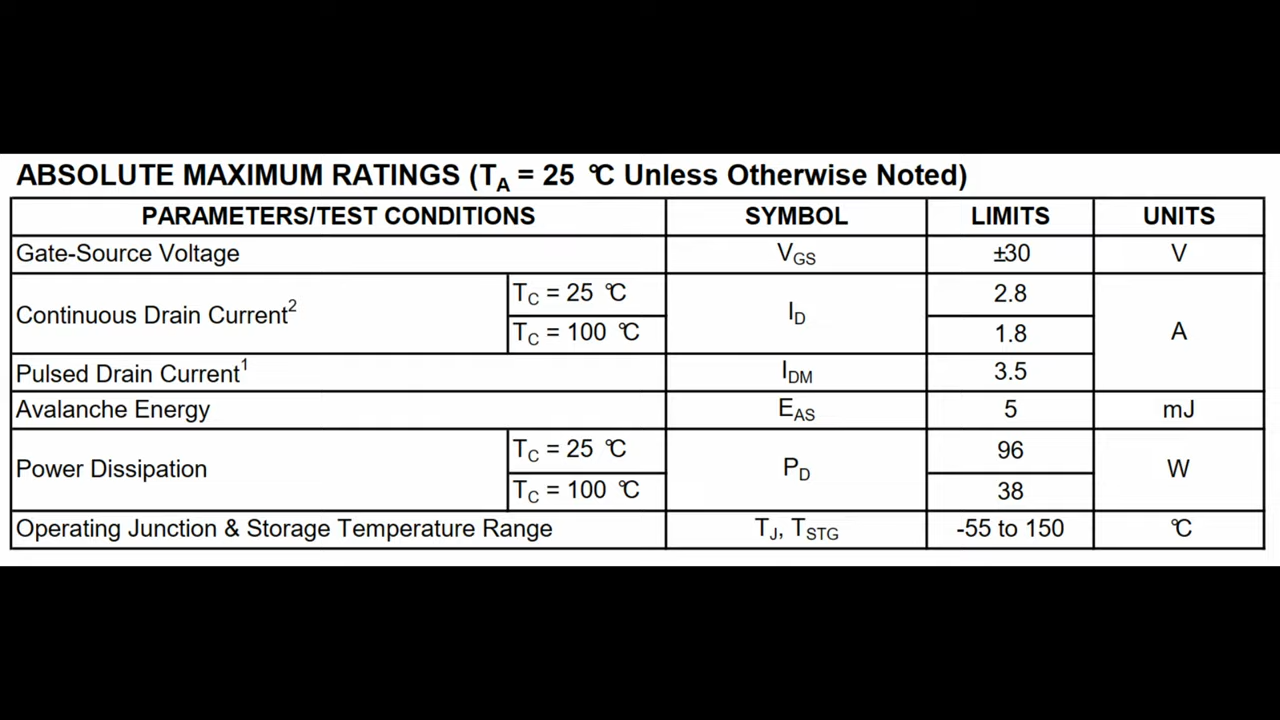 ABSOLUTE MAXIMUM RATINGS (TA = 25 °C Unless Otherwise Noted)
PARAMETERS/TEST CONDITIONS SYMBOL LIMITS UNITS
Gate-Source Voltage VGS ±30 V
Continuous Drain Current2 TC = 25 °C ID 2.8 A
TC = 100 °C 1.8
Pulsed Drain Current1 IDM 3.5
Avalanche Energy EAS 5 mJ
Power Dissipation TC = 25 °C PD 96 W
TC = 100 °C 38
Operating Junction & Storage Temperature Range TJ, TSTG -55 to 150 °C